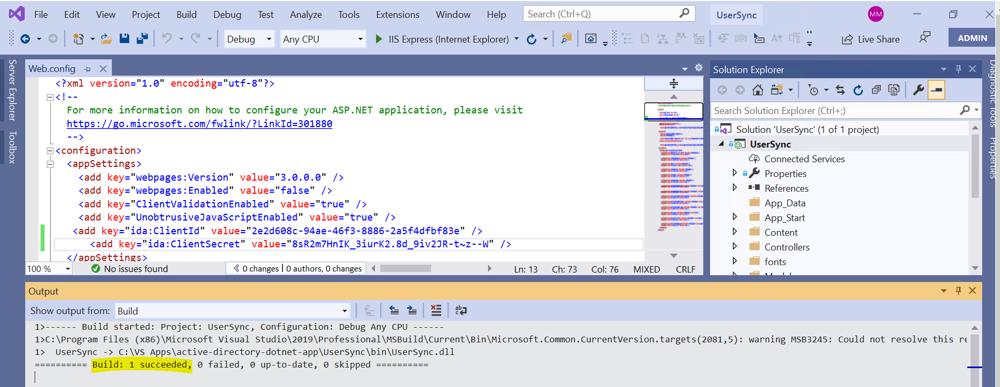 File Edit View Project Build Debug Test Analyze Tools Extensions Window Help Search (Ctrl+Q) UserSync MM
Debug Any CPU IIS Express (Internet Explorer) Live Share ADMIN
Server Explorer
Toolbox
Web.config
<?xml version="1.0" encoding="utf-8"?>
<!--
For more information on how to configure your ASP.NET application, please visit
https://go.microsoft.com/fwlink/?LinkId=301880
-->
<configuration>
<appSettings>
<add key="webpages:Version" value="3.0.0.0" />
<add key="webpages:Enabled" value="false" />
<add key="ClientValidationEnabled" value="true" />
<add key="UnobtrusiveJavaScriptEnabled" value="true" />
<add key="ida:ClientId" value="2e2d608c-94ae-46f3-8886-2a5f4dfbf83e" />
<add key="ida:ClientSecret" value="8sR2m7HnIK_3iurK2.8d_9iv2JR-t~z--W" />
</appSettings>
100 % No issues found 0 changes | 0 authors, 0 changes Ln: 13 Ch: 73 Col: 76 MIXED CRLF
Solution Explorer
Search Solution Explorer (Ctrl+;)
Solution 'UserSync' (1 of 1 project)
UserSync
Connected Services
Properties
References
App_Data
App_Start
Content
Controllers
fonts
Diagnostic Tools
Properties
Output
Show output from: Build
1>------ Build started: Project: UserSync, Configuration: Debug Any CPU ------
1>C:\Program Files (x86)\Microsoft Visual Studio\2019\Professional\MSBuild\Current\Bin\Microsoft.Common.CurrentVersion.targets(2081,5): warning MSB3245: Could not resolve this re
1> UserSync -> C:\VS Apps\active-directory-dotnet-app\UserSync\bin\UserSync.dll
========== Build: 1 succeeded, 0 failed, 0 up-to-date, 0 skipped ==========